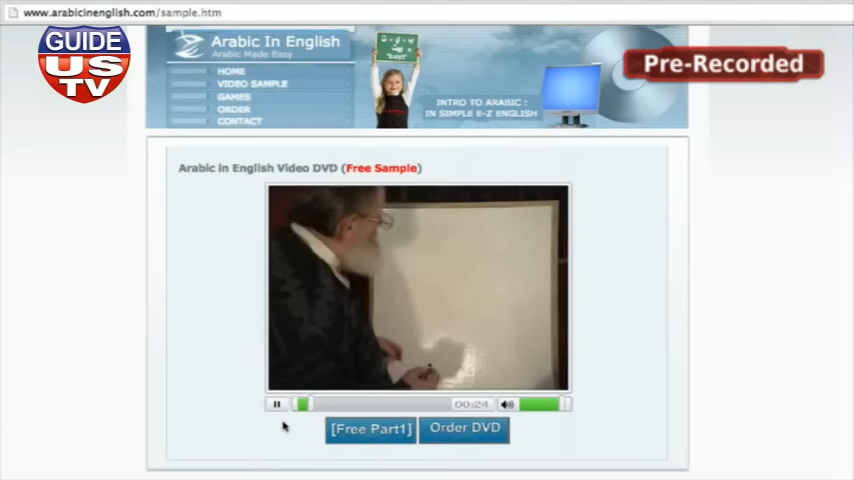 www.arabicinenglish.com/sample.htm
GUIDE
US
TV
Arabic In English
Arabic Made Easy
HOME
VIDEO SAMPLE
GAMES
ORDER
CONTACT
INTRO TO ARABIC :
IN SIMPLE E-Z ENGLISH
Pre-Recorded
Arabic in English Video DVD (Free Sample)
00:24
[Free Part1]
Order DVD